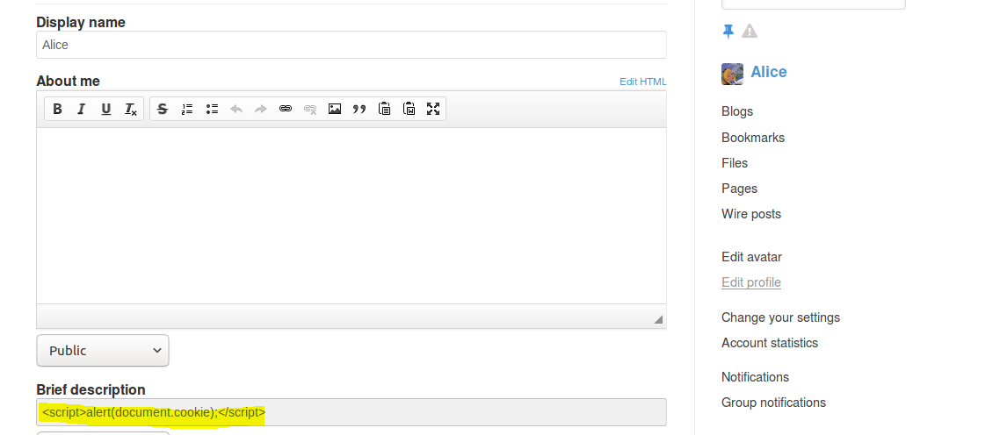 Display name
Alice
About me
Edit HTML
B I U Tx S
Public
Brief description
<script>alert(document.cookie);</script>
Alice
Blogs
Bookmarks
Files
Pages
Wire posts
Edit avatar
Edit profile
Change your settings
Account statistics
Notifications
Group notifications